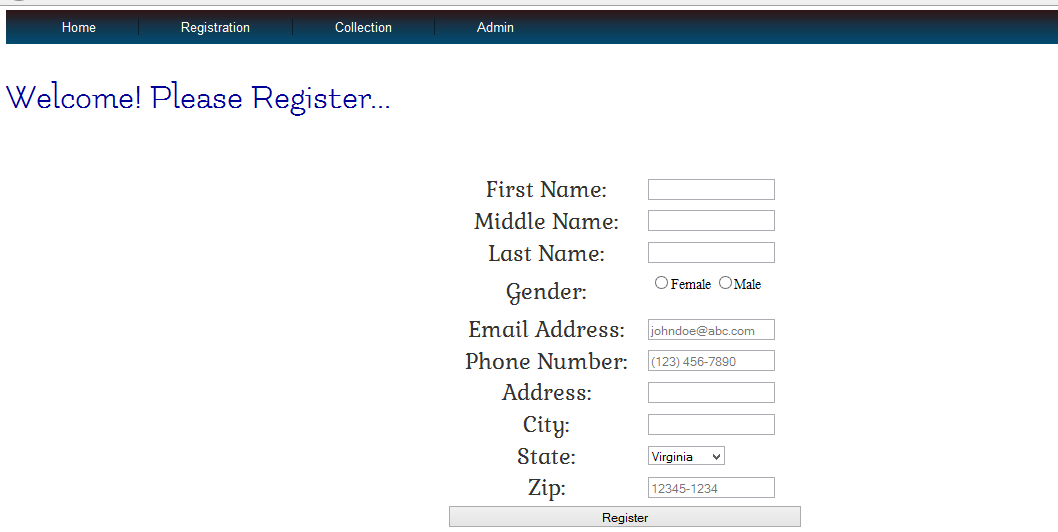 Home Registration Collection Admin
Welcome! Please Register...
First Name:
Middle Name:
Last Name:
Gender: Female Male
Email Address: johndoe@abc.com
Phone Number: (123) 456-7890
Address:
City:
State: Virginia
Zip: 12345-1234
Register